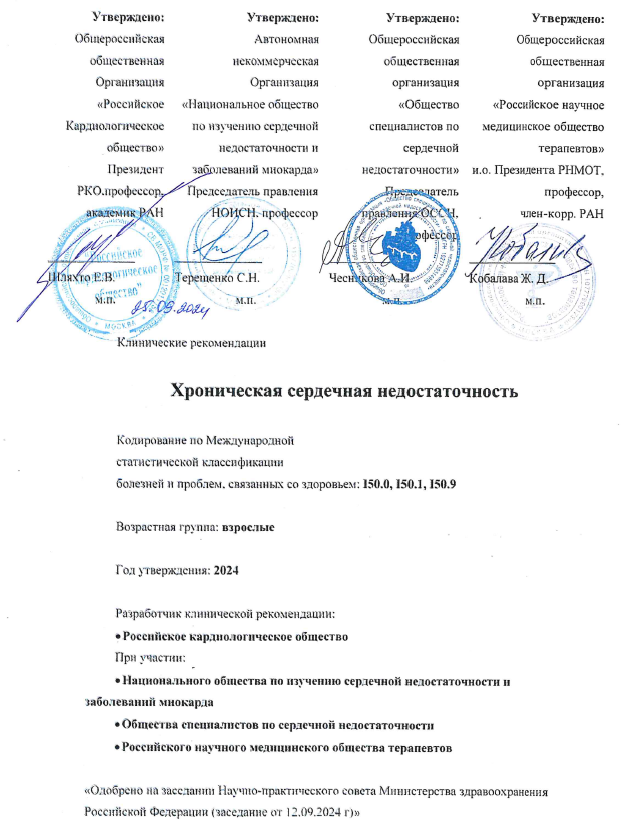 Утверждено:
Общероссийская
общественная
Организация
«Российское
Кардиологическое
общество»
Президент
РКО.профессор,
академик РАН
Шляхто Е.В.
м.п.
25.09.2024
Утверждено:
Автономная
некоммерческая
Организация
«Национальное общество
по изучению сердечной
недостаточности и
заболеваний миокарда»
Председатель правления
НОИСН. профессор
Терещенко С.Н.
м.п.
Утверждено:
Общероссийская
общественная
организация
«Общество
специалистов по
сердечной
недостаточности»
Председатель
правления ОССН.
профессор
Чесникова А.И.
м.п.
Утверждено:
Общероссийская
общественная
организация
«Российское научное
медицинское общество
терапевтов»
и.о. Президента РНМОТ,
профессор,
член-корр. РАН
Кобалава Ж. Д.
м.п.
Клинические рекомендации
Хроническая сердечная недостаточность
Кодирование по Международной
статистической классификации
болезней и проблем, связанных со здоровьем: I50.0, I50.1, I50.9
Возрастная группа: взрослые
Год утверждения: 2024
Разработчик клинической рекомендации:
• Российское кардиологическое общество
При участии:
• Национального общества по изучению сердечной недостаточности и
заболеваний миокарда
• Общества специалистов по сердечной недостаточности
• Российского научного медицинского общества терапевтов
«Одобрено на заседании Научно-практического совета Министерства здравоохранения
Российской Федерации (заседание от 12.09.2024 г)»